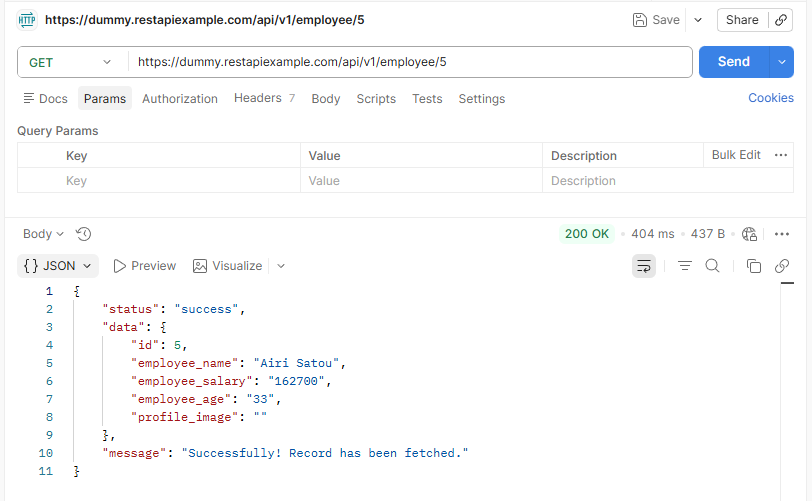 HTTP https://dummy.restapiexample.com/api/v1/employee/5 Save Share
GET https://dummy.restapiexample.com/api/v1/employee/5 Send
Docs Params Authorization Headers 7 Body Scripts Tests Settings Cookies
Query Params
Key Value Description Bulk Edit
Key Value Description
Body 200 OK • 404 ms • 437 B
{} JSON Preview Visualize
1 {
2 "status": "success",
3 "data": {
4 "id": 5,
5 "employee_name": "Airi Satou",
6 "employee_salary": "162700",
7 "employee_age": "33",
8 "profile_image": ""
9 },
10 "message": "Successfully! Record has been fetched."
11 }